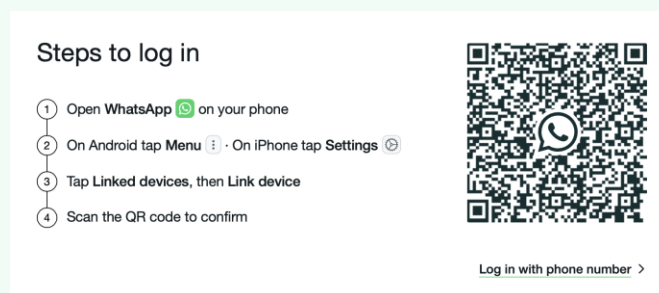 Steps to log in
1 Open WhatsApp on your phone
2 On Android tap Menu · On iPhone tap Settings
3 Tap Linked devices, then Link device
4 Scan the QR code to confirm
Log in with phone number >